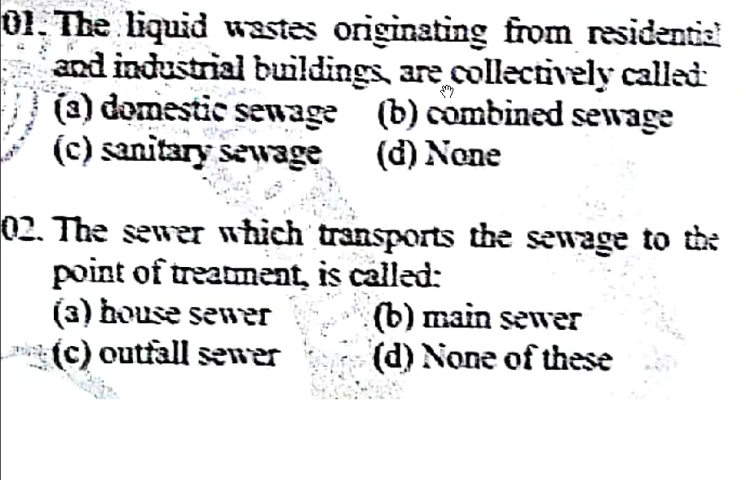 01. The liquid wastes originating from residential
and industrial buildings, are collectively called:
(a) domestic sewage (b) combined sewage
(c) sanitary sewage (d) None
02. The sewer which transports the sewage to the
point of treatment, is called:
(a) house sewer (b) main sewer
(c) outfall sewer (d) None of these